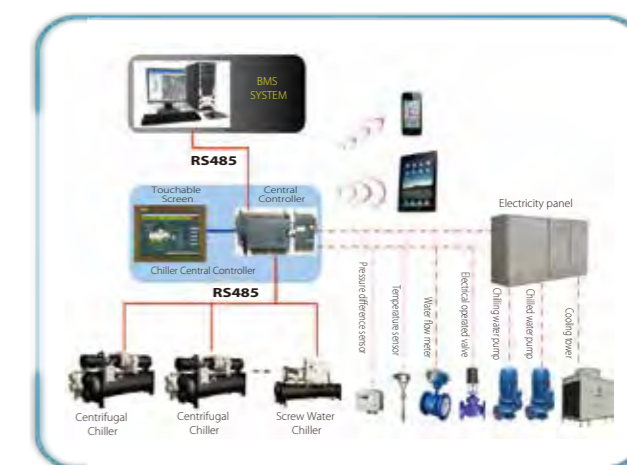 BMS
SYSTEM
RS485
Touchable
Screen
Central
Controller
Chiller Central Controller
RS485
Electricity panel
Pressure difference sensor
Temperature sensor
Water flow meter
Electrical operated valve
Chilling water pump
Chilled water pump
Cooling tower
Centrifugal
Chiller
Centrifugal
Chiller
Screw Water
Chiller